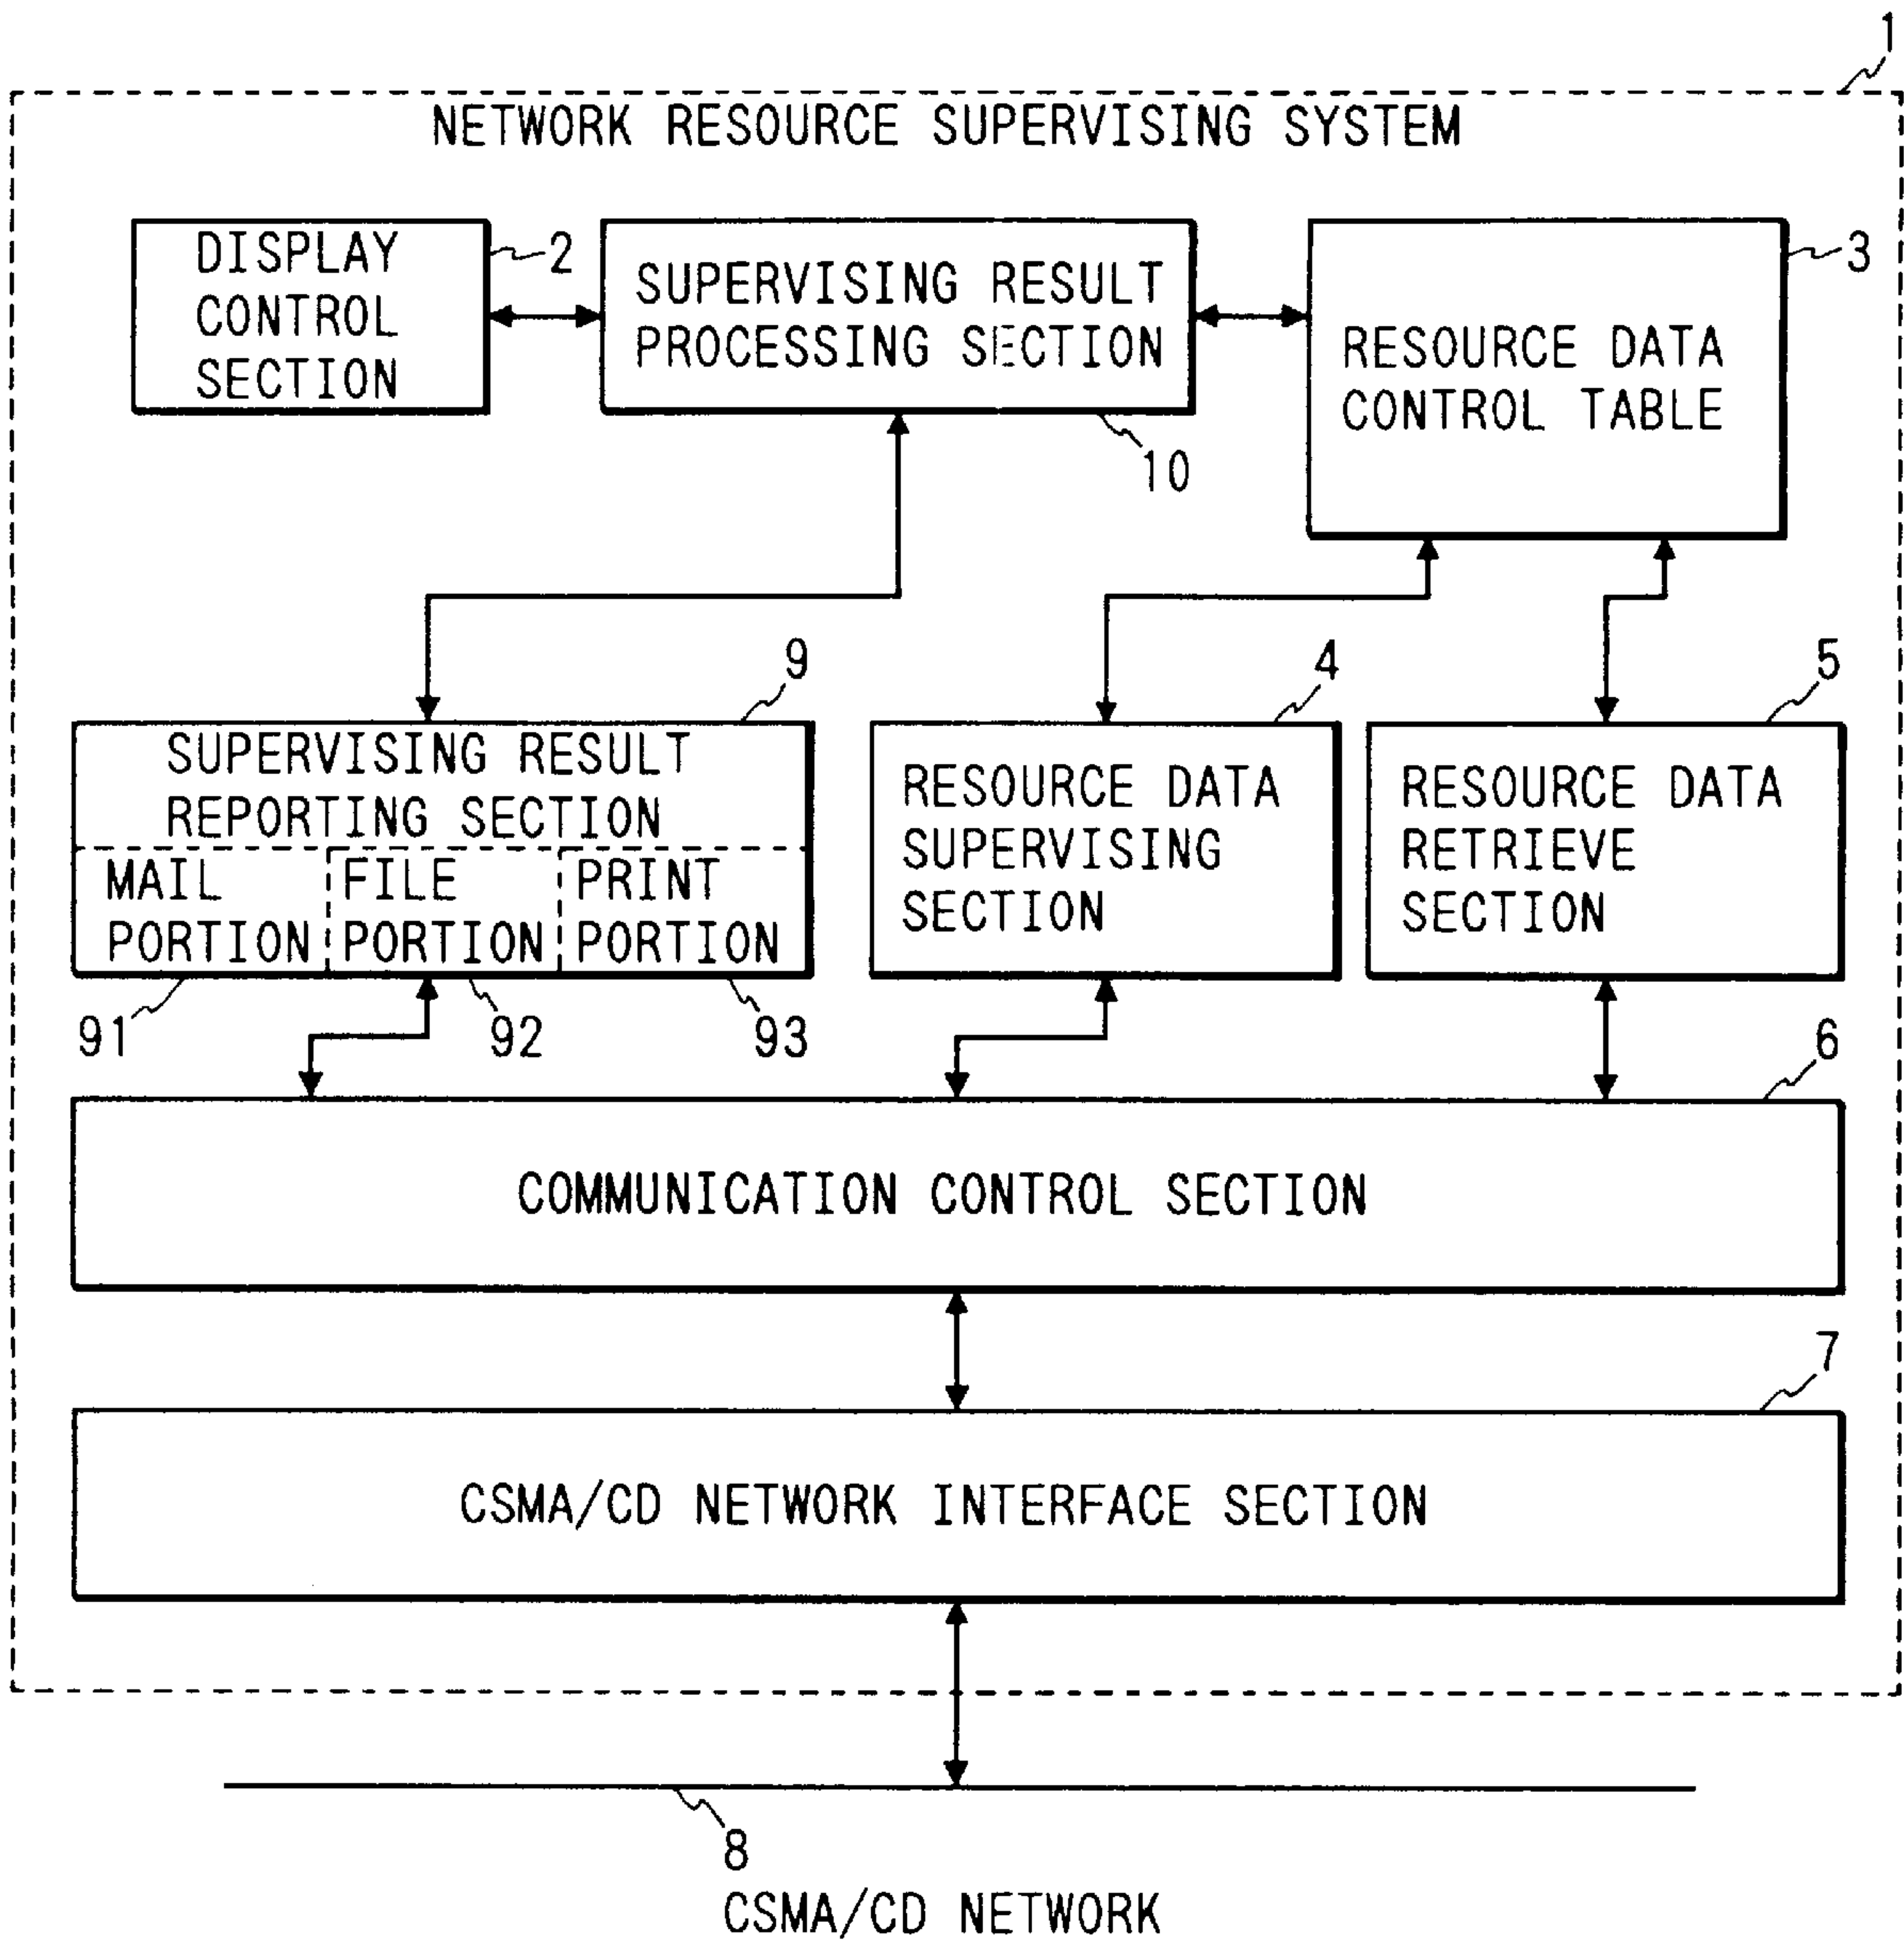 1
NETWORK RESOURCE SUPERVISING SYSTEM
DISPLAY
CONTROL
SECTION
2
SUPERVISING RESULT
PROCESSING SECTION
10
3
RESOURCE DATA
CONTROL TABLE
9
SUPERVISING RESULT
REPORTING SECTION
MAIL
PORTION
FILE
PORTION
PRINT
PORTION
91
92
93
4
RESOURCE DATA
SUPERVISING
SECTION
5
RESOURCE DATA
RETRIEVE
SECTION
6
COMMUNICATION CONTROL SECTION
7
CSMA/CD NETWORK INTERFACE SECTION
8
CSMA/CD NETWORK